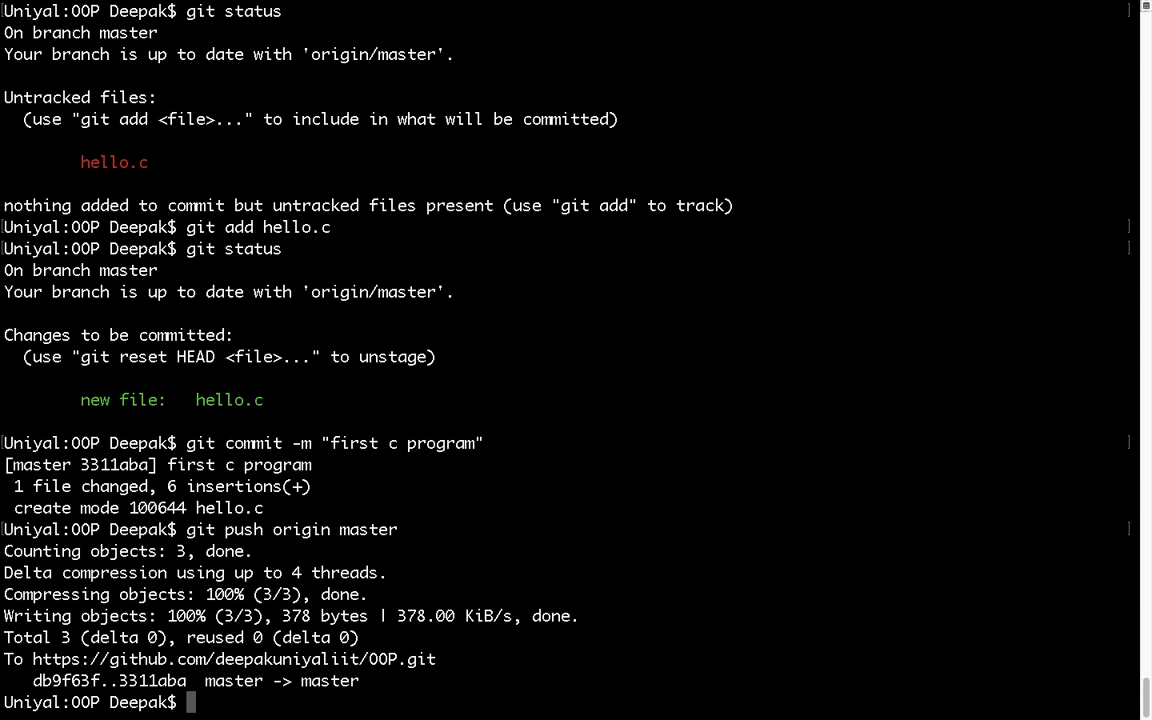 Uniyal:OOP Deepak$ git status
On branch master
Your branch is up to date with 'origin/master'.
Untracked files:
(use "git add <file>..." to include in what will be committed)
hello.c
nothing added to commit but untracked files present (use "git add" to track)
Uniyal:OOP Deepak$ git add hello.c
Uniyal:OOP Deepak$ git status
On branch master
Your branch is up to date with 'origin/master'.
Changes to be committed:
(use "git reset HEAD <file>..." to unstage)
new file:   hello.c
Uniyal:OOP Deepak$ git commit -m "first c program"
[master 3311aba] first c program
1 file changed, 6 insertions(+)
create mode 100644 hello.c
Uniyal:OOP Deepak$ git push origin master
Counting objects: 3, done.
Delta compression using up to 4 threads.
Compressing objects: 100% (3/3), done.
Writing objects: 100% (3/3), 378 bytes | 378.00 KiB/s, done.
Total 3 (delta 0), reused 0 (delta 0)
To https://github.com/deepakuniyaliit/OOP.git
db9f63f..3311aba  master -> master
Uniyal:OOP Deepak$